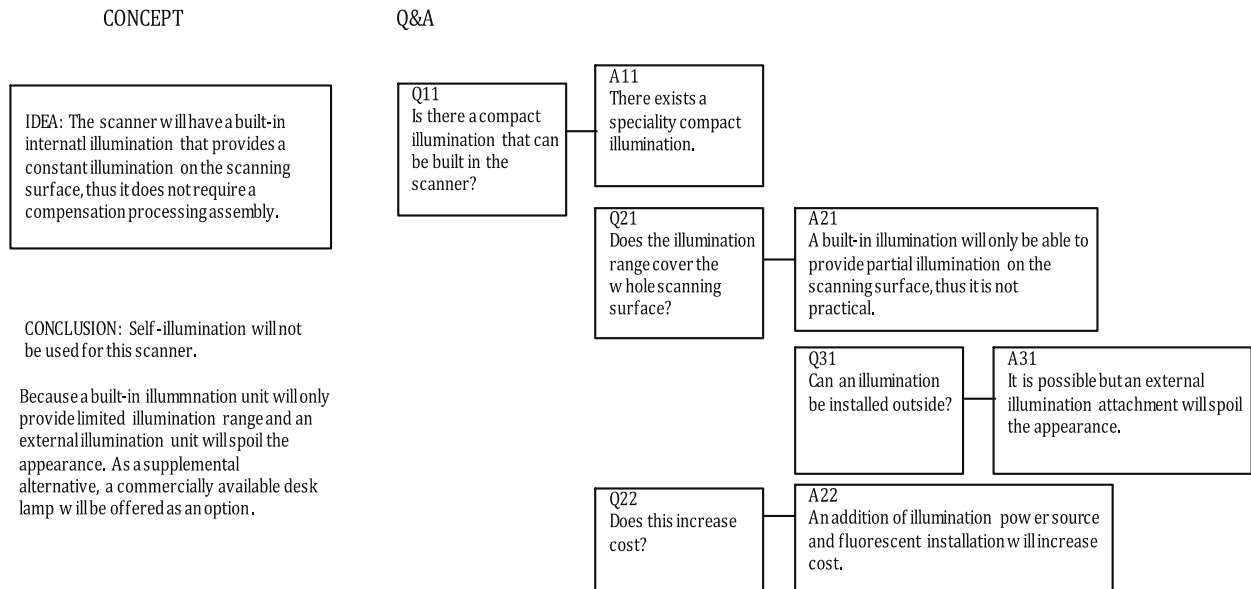 CONCEPT
Q&A
IDEA: The scanner will have a built-in
internatl illumination that provides a
constant illumination on the scanning
surface, thus it does not require a
compensation processing assembly.
CONCLUSION: Self-illumination will not
be used for this scanner.
Because a built-in illummnation unit will only
provide limited illumination range and an
external illumination unit will spoil the
appearance. As a supplemental
alternative, a commercially available desk
lamp will be offered as an option.
Q11
Is there a compact
illumination that can
be built in the
scanner?
A11
There exists a
speciality compact
illumination.
Q21
Does the illumination
range cover the
whole scanning
surface?
A21
A built-in illumination will only be able to
provide partial illumination on the
scanning surface, thus it is not
practical.
Q31
Can an illumination
be installed outside?
A31
It is possible but an external
illumination attachment will spoil
the appearance.
Q22
Does this increase
cost?
A22
An addition of illumination power source
and fluorescent installation will increase
cost.